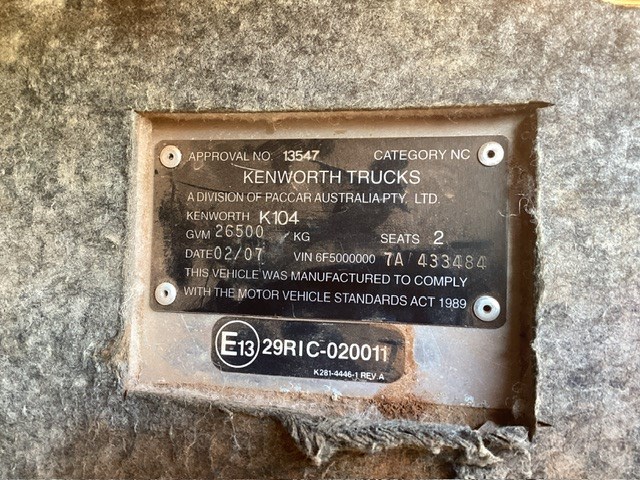 APPROVAL NO. 13547 CATEGORY NC
KENWORTH TRUCKS
A DIVISION OF PACCAR AUSTRALIA PTY. LTD.
KENWORTH K104
GVM 26500 / KG SEATS 2
DATE 02/07 VIN 6F5000000 7A 433484
THIS VEHICLE WAS MANUFACTURED TO COMPLY
WITH THE MOTOR VEHICLE STANDARDS ACT 1989
E13 29RIC-020011
K281-4446-1 REV A